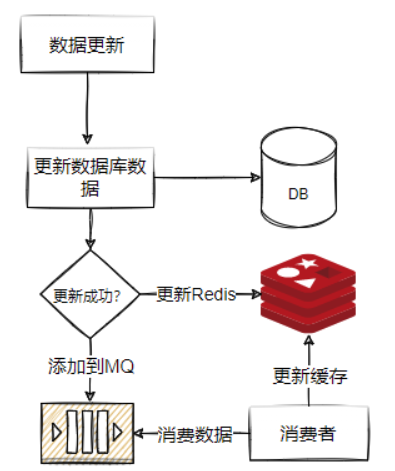 数据更新
更新数据库数
据
DB
更新成功?
更新Redis
添加到MQ
更新缓存
消费数据
消费者